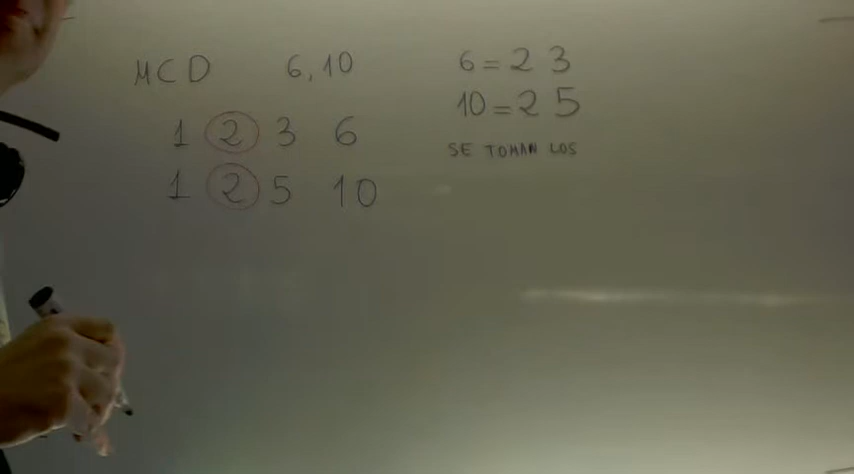 MCD 6,10
1 2 3 6
1 2 5 10
6 = 2 3
10 = 2 5
SE TOMAN LOS